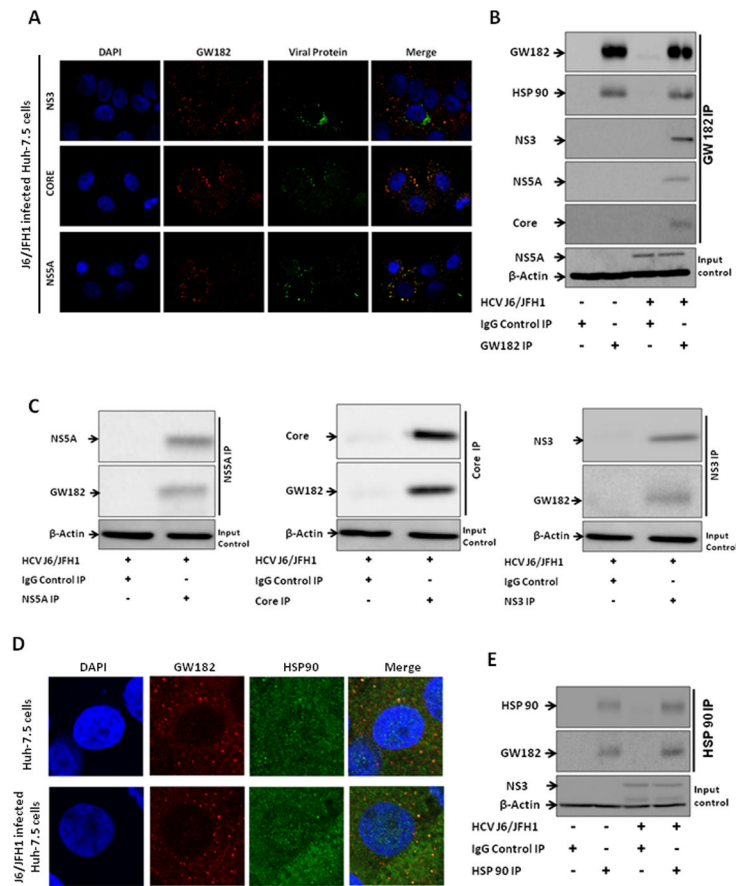 A
DAPI GW182 Viral Protein Merge
J6/JFH1 infected Huh-7.5 cells
NS3
CORE
NS5A
B
GW182
HSP 90
NS3
NS5A
Core
GW 182 IP
NS5A
β-Actin
Input control
HCV J6/JFH1 - - + +
IgG Control IP + - + -
GW182 IP - + - +
C
NS5A
GW182
NS5A IP
β-Actin
Input Control
HCV J6/JFH1 + +
IgG Control IP + -
NS5A IP - +
Core
GW182
Core IP
β-Actin
Input Control
HCV J6/JFH1 + +
IgG Control IP + -
Core IP - +
NS3
GW182
NS3 IP
β-Actin
Input Control
HCV J6/JFH1 + +
IgG Control + -
NS3 IP - +
D
DAPI GW182 HSP90 Merge
Huh-7.5 cells
J6/JFH1 infected
Huh-7.5 cells
E
HSP 90
GW182
HSP 90 IP
NS3
β-Actin
Input control
HCV J6/JFH1 - - + +
IgG Control IP + - + -
HSP 90 IP - + - +